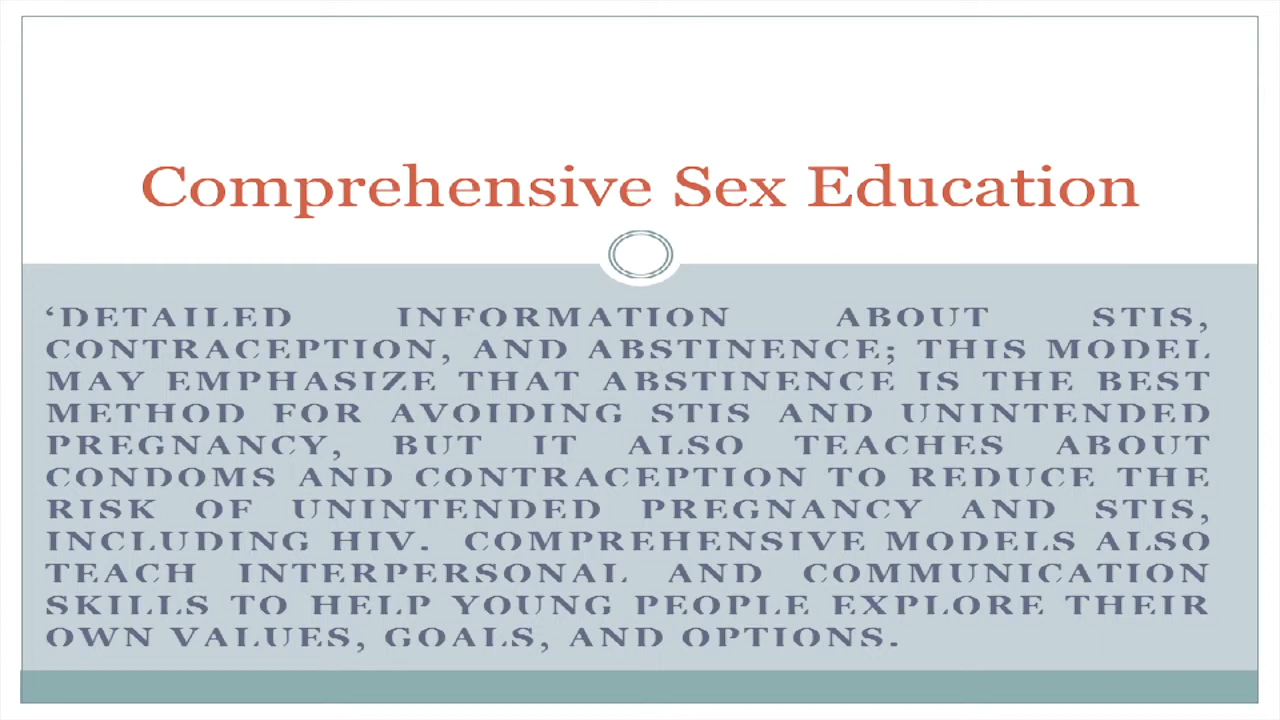 Comprehensive Sex Education
‘DETAILED INFORMATION ABOUT STIS,
CONTRACEPTION, AND ABSTINENCE; THIS MODEL
MAY EMPHASIZE THAT ABSTINENCE IS THE BEST
METHOD FOR AVOIDING STIS AND UNINTENDED
PREGNANCY, BUT IT ALSO TEACHES ABOUT
CONDOMS AND CONTRACEPTION TO REDUCE THE
RISK OF UNINTENDED PREGNANCY AND STIS,
INCLUDING HIV. COMPREHENSIVE MODELS ALSO
TEACH INTERPERSONAL AND COMMUNICATION
SKILLS TO HELP YOUNG PEOPLE EXPLORE THEIR
OWN VALUES, GOALS, AND OPTIONS.